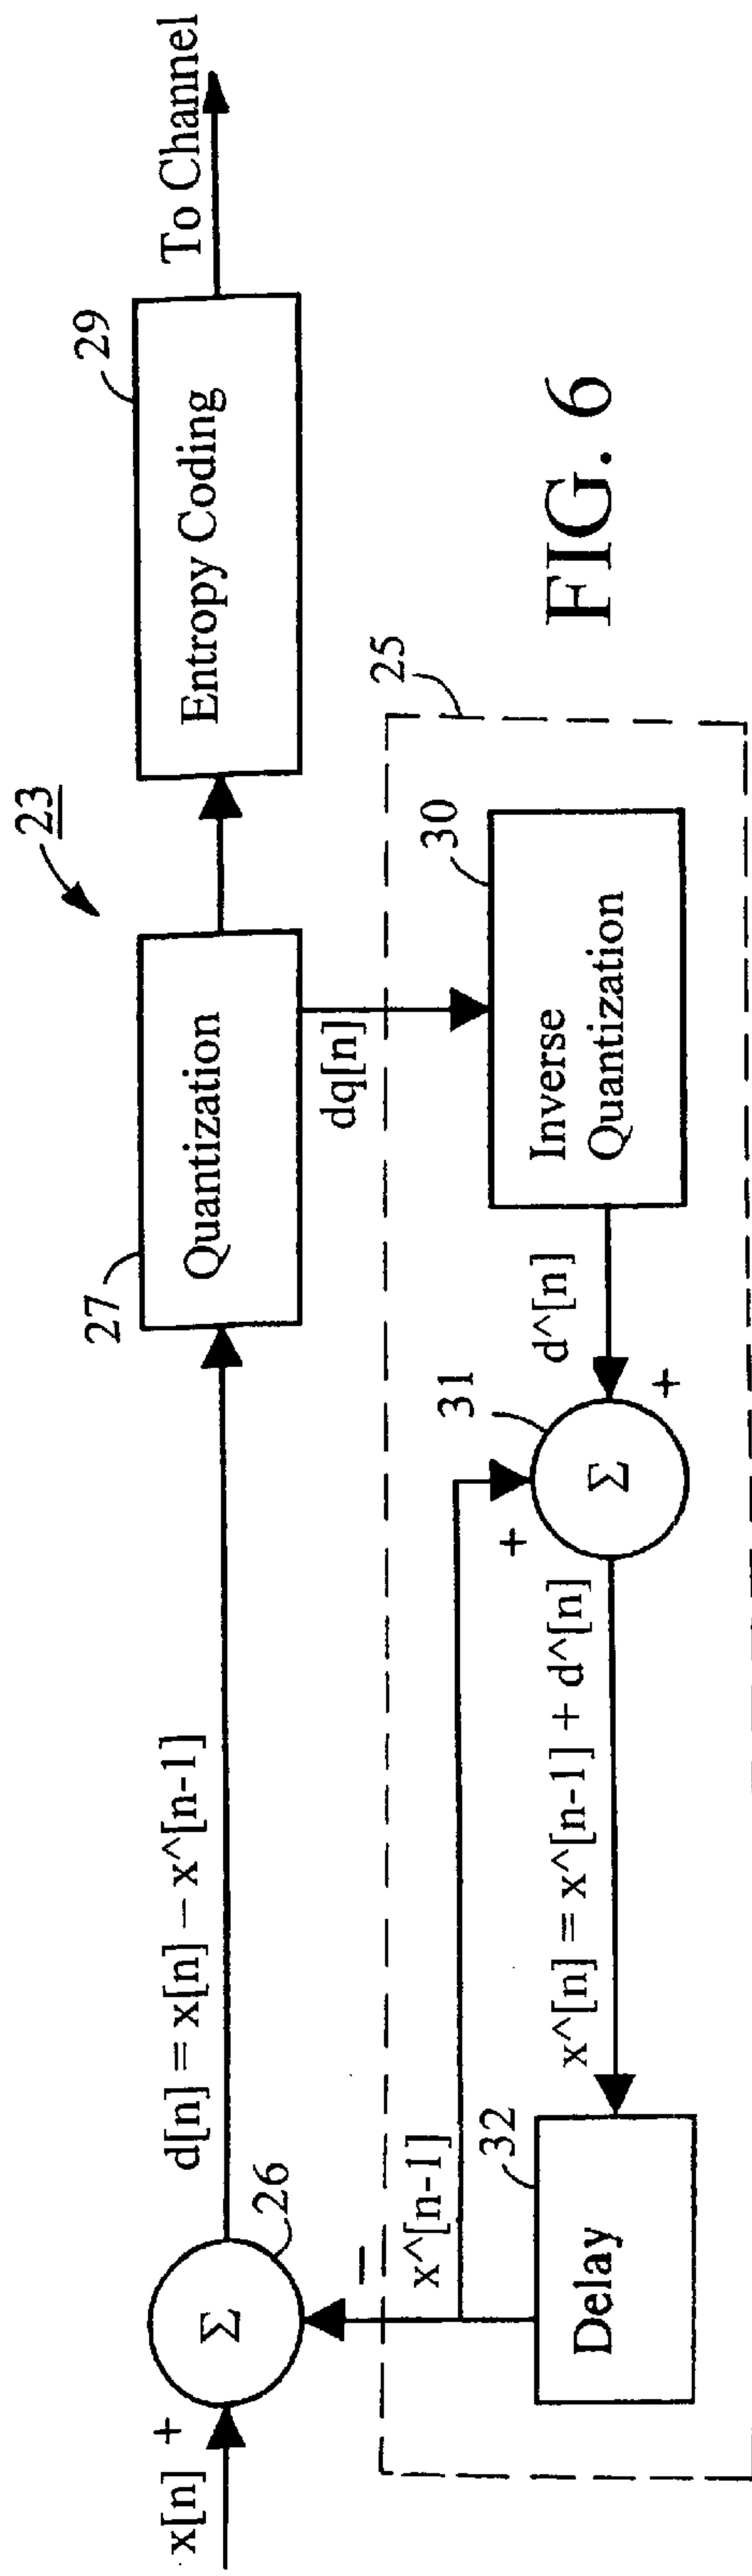 23
x[n]
+
Σ
26
d[n] = x[n] − x^[n-1]
27
Quantization
29
Entropy Coding
To Channel
−
dq[n]
25
x^[n-1]
32
Delay
x^[n] = x^[n-1] + d^[n]
+
31
Σ
+
d^[n]
30
Inverse
Quantization
FIG. 6